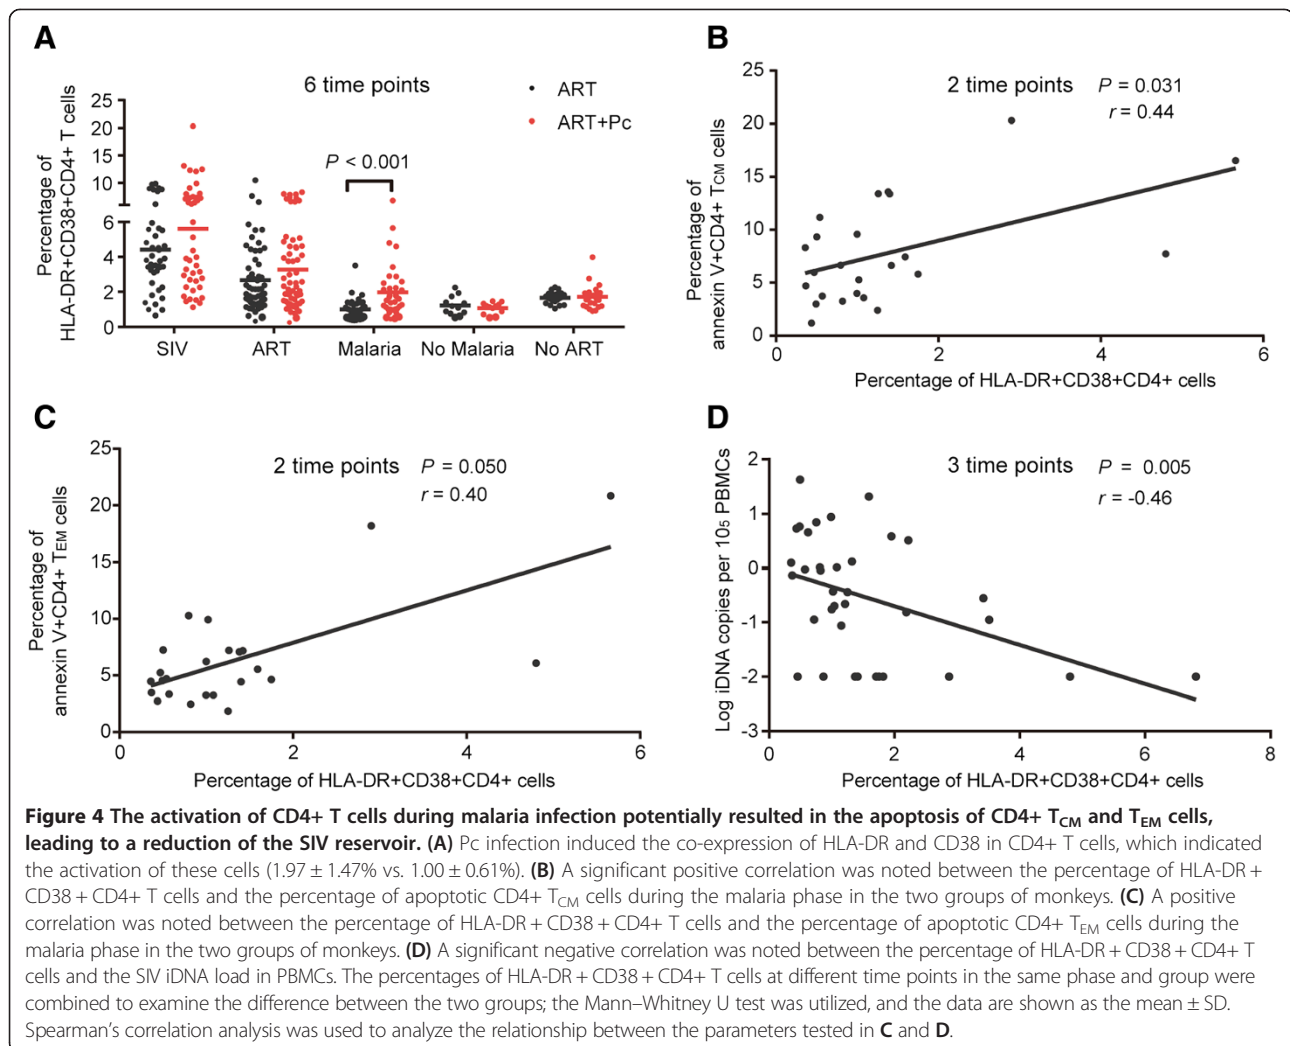 A
6 time points
ART
ART+Pc
P < 0.001
Percentage of
HLA-DR+CD38+CD4+ T cells
25
20
15
10
6
4
2
0
SIV
ART
Malaria
No Malaria
No ART
B
2 time points
P = 0.031
r = 0.44
Percentage of
annexin V+CD4+ TCM cells
25
20
15
10
5
0
0
2
4
6
Percentage of HLA-DR+CD38+CD4+ cells
C
2 time points
P = 0.050
r = 0.40
Percentage of
annexin V+CD4+ TEM cells
25
20
15
10
5
0
0
2
4
6
Percentage of HLA-DR+CD38+CD4+ cells
D
3 time points
P = 0.005
r = -0.46
Log iDNA copies per 10₅ PBMCs
2
1
0
-1
-2
-3
0
2
4
6
8
Percentage of HLA-DR+CD38+CD4+ cells
Figure 4 The activation of CD4+ T cells during malaria infection potentially resulted in the apoptosis of CD4+ TCM and TEM cells,
leading to a reduction of the SIV reservoir. (A) Pc infection induced the co-expression of HLA-DR and CD38 in CD4+ T cells, which indicated
the activation of these cells (1.97 ± 1.47% vs. 1.00 ± 0.61%). (B) A significant positive correlation was noted between the percentage of HLA-DR +
CD38 + CD4+ T cells and the percentage of apoptotic CD4+ TCM cells during the malaria phase in the two groups of monkeys. (C) A positive
correlation was noted between the percentage of HLA-DR + CD38 + CD4+ T cells and the percentage of apoptotic CD4+ TEM cells during the
malaria phase in the two groups of monkeys. (D) A significant negative correlation was noted between the percentage of HLA-DR + CD38 + CD4+ T
cells and the SIV iDNA load in PBMCs. The percentages of HLA-DR + CD38 + CD4+ T cells at different time points in the same phase and group were
combined to examine the difference between the two groups; the Mann–Whitney U test was utilized, and the data are shown as the mean ± SD.
Spearman's correlation analysis was used to analyze the relationship between the parameters tested in C and D.